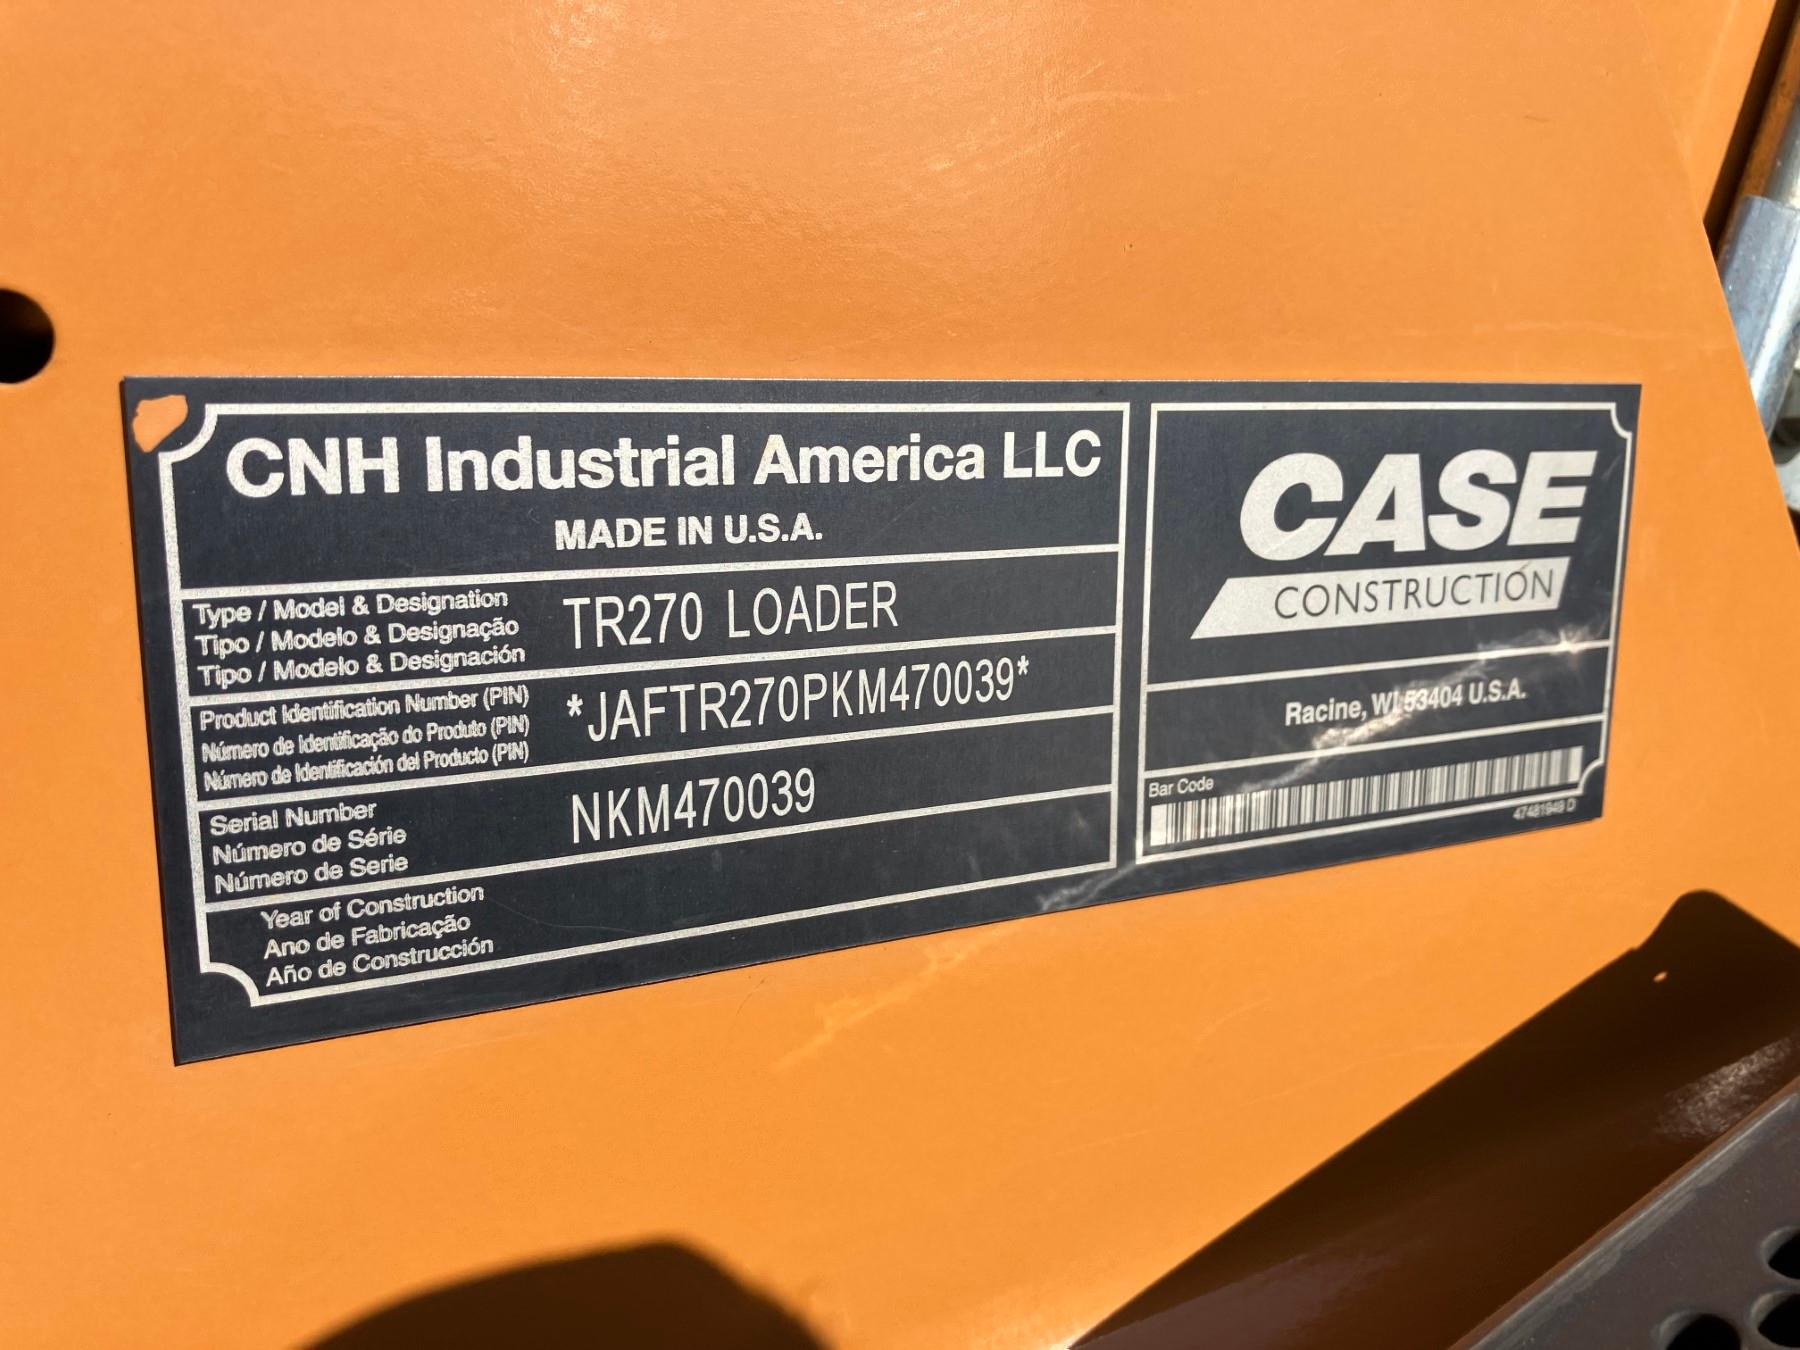 CNH Industrial America LLC
MADE IN U.S.A.
Type / Model & Designation
Tipo / Modelo & Designação
Tipo / Modelo & Designación
TR270 LOADER
Product Identification Number (PIN)
Número de Identificação do Produto (PIN)
Número de Identificación del Producto (PIN)
*JAFTR270PKM470039*
Serial Number
Número de Série
Número de Serie
NKM470039
Year of Construction
Ano de Fabricação
Año de Construcción
CASE
CONSTRUCTION
Racine, WI 53404 U.S.A.
Bar Code
47481949 D